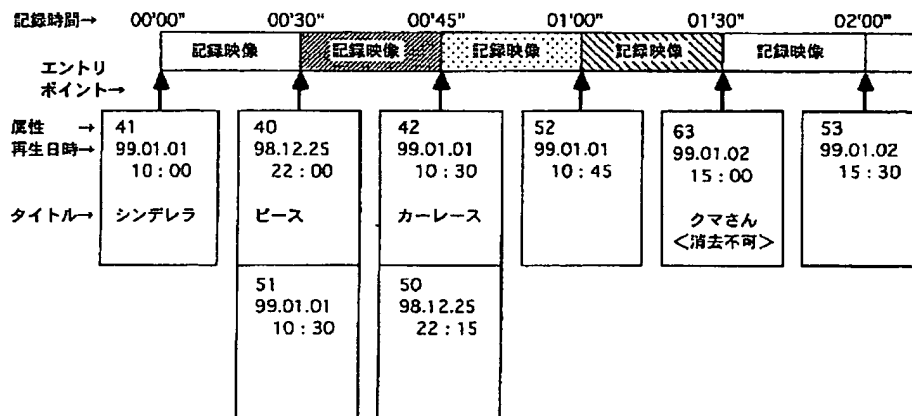 記録時間→ 00'00" 00'30" 00'45" 01'00" 01'30" 02'00"
記録映像 記録映像 記録映像 記録映像 記録映像
エントリ
ポイント→
属性 → 41 40 42 52 63 53
再生日時→ 99.01.01 98.12.25 99.01.01 99.01.01 99.01.02 99.01.02
10:00 22:00 10:30 10:45 15:00 15:30
タイトル→ シンデレラ ピース カーレース クマさん
<消去不可>
51 50
99.01.01 98.12.25
10:30 22:15